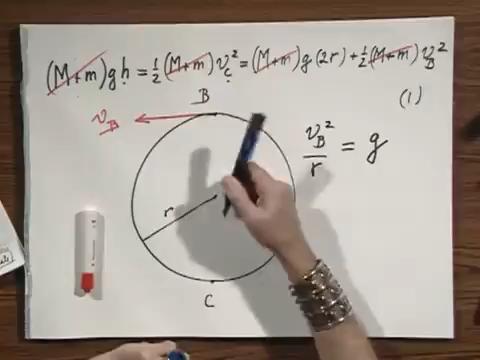 (M+m)gh = ½(M+m)v_C² = (M+m)g(2r) + ½(M+m)v_B²
(1)
B
v_B
v_B²/r = g
r
C